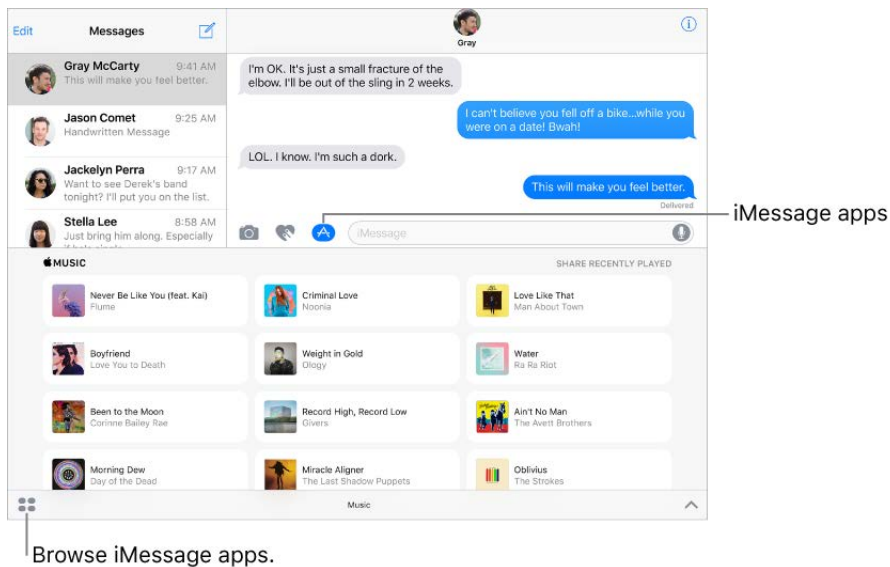 Edit
Messages
Gray
Gray McCarty 9:41 AM
This will make you feel better.
Jason Comet 9:25 AM
Handwritten Message
Jackelyn Perra 9:17 AM
Want to see Derek's band
tonight? I'll put you on the list.
Stella Lee 8:58 AM
Just bring him along. Especially
I'm OK. It's just a small fracture of the
elbow. I'll be out of the sling in 2 weeks.
I can't believe you fell off a bike...while you
were on a date! Bwah!
LOL. I know. I'm such a dork.
This will make you feel better.
Delivered
iMessage
iMessage apps
MUSIC
SHARE RECENTLY PLAYED
Never Be Like You (feat. Kai)
Flume
Criminal Love
Noonia
Love Like That
Man About Town
Boyfriend
Love You to Death
Weight in Gold
Ology
Water
Ra Ra Riot
Been to the Moon
Corinne Bailey Rae
Record High, Record Low
Givers
Ain't No Man
The Avett Brothers
Morning Dew
Day of the Dead
Miracle Aligner
The Last Shadow Puppets
Oblivius
The Strokes
Music
Browse iMessage apps.